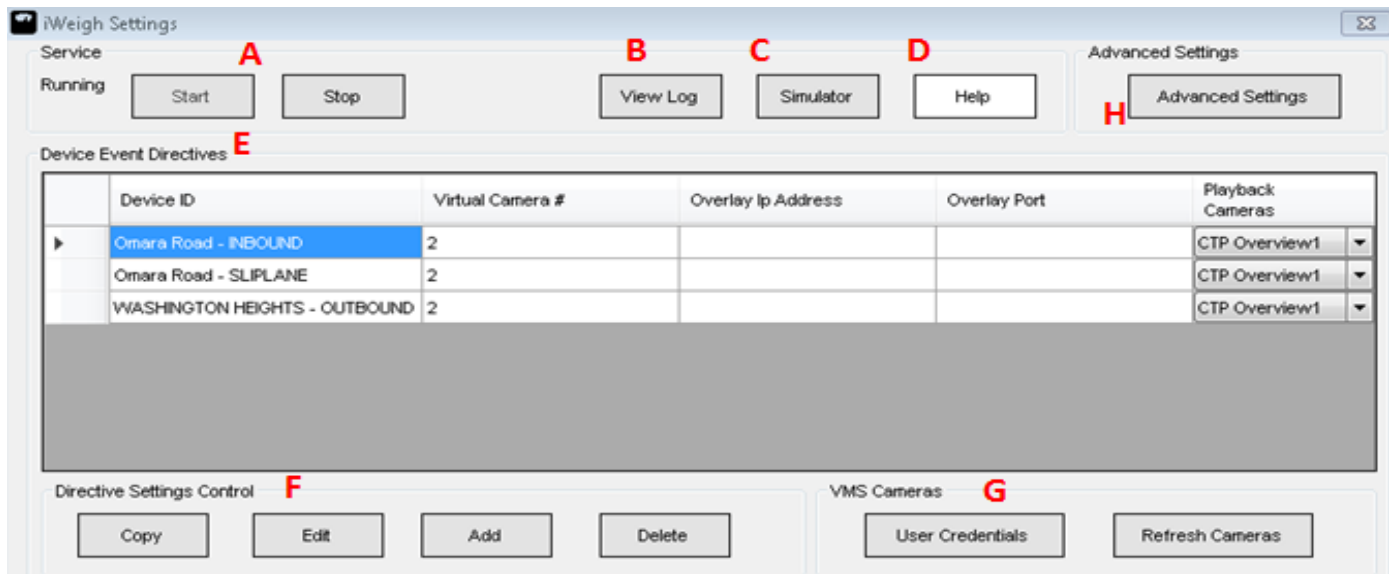 iWeigh Settings
Service A B C D Advanced Settings
Running Start Stop View Log Simulator Help H Advanced Settings
Device Event Directives E
Device ID Virtual Camera # Overlay Ip Address Overlay Port Playback Cameras
Omara Road - INBOUND 2 CTP Overview1
Omara Road - SLIPLANE 2 CTP Overview1
WASHINGTON HEIGHTS - OUTBOUND 2 CTP Overview1
Directive Settings Control F VMS Cameras G
Copy Edit Add Delete User Credentials Refresh Cameras